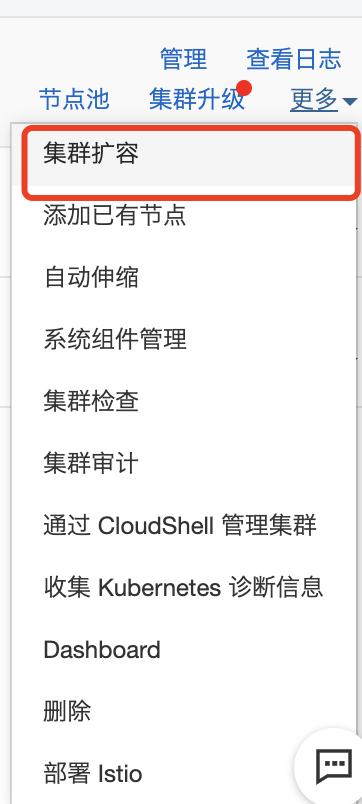 管理 查看日志
节点池 集群升级 更多
集群扩容
添加已有节点
自动伸缩
系统组件管理
集群检查
集群审计
通过 CloudShell 管理集群
收集 Kubernetes 诊断信息
Dashboard
删除
部署 Istio